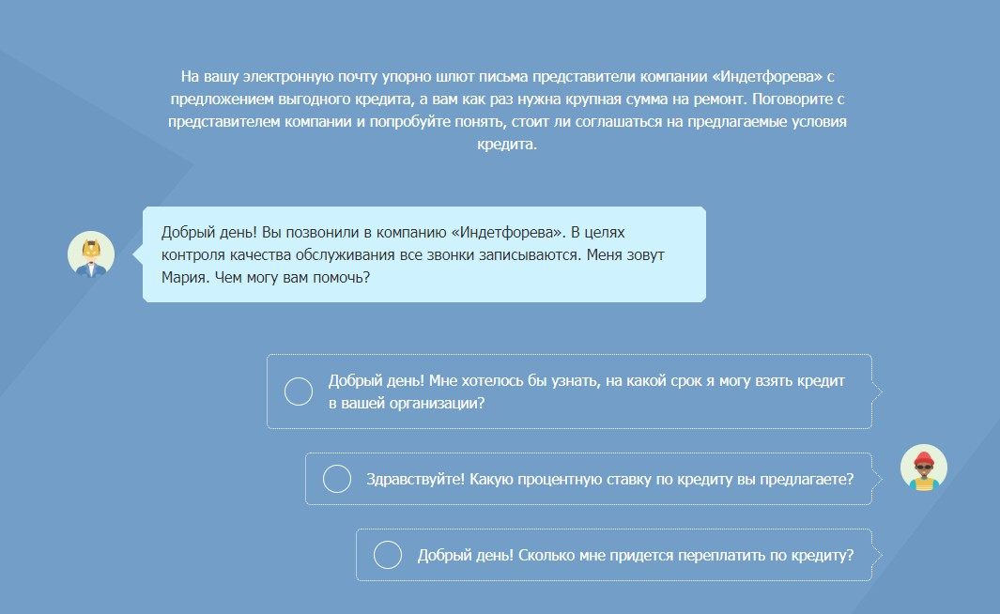 На вашу электронную почту упорно шлют письма представители компании «Индетфорева» с
предложением выгодного кредита, а вам как раз нужна крупная сумма на ремонт. Поговорите с
представителем компании и попробуйте понять, стоит ли соглашаться на предлагаемые условия
кредита.
Добрый день! Вы позвонили в компанию «Индетфорева». В целях
контроля качества обслуживания все звонки записываются. Меня зовут
Мария. Чем могу вам помочь?
Добрый день! Мне хотелось бы узнать, на какой срок я могу взять кредит
в вашей организации?
Здравствуйте! Какую процентную ставку по кредиту вы предлагаете?
Добрый день! Сколько мне придется переплатить по кредиту?